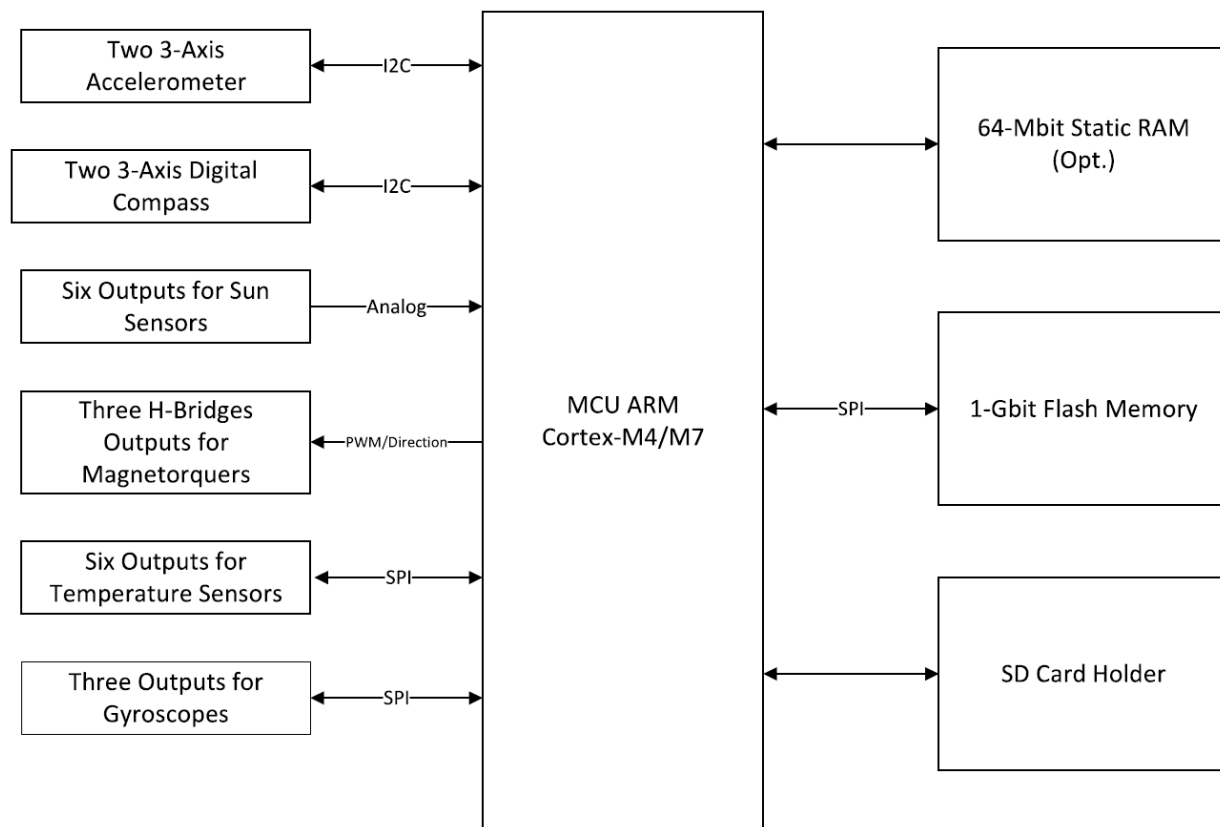 Two 3-Axis
Accelerometer
I2C
Two 3-Axis Digital
Compass
I2C
Six Outputs for Sun
Sensors
Analog
Three H-Bridges
Outputs for
Magnetorquers
PWM/Direction
Six Outputs for
Temperature Sensors
SPI
Three Outputs for
Gyroscopes
SPI
MCU ARM
Cortex-M4/M7
64-Mbit Static RAM
(Opt.)
SPI
1-Gbit Flash Memory
SD Card Holder